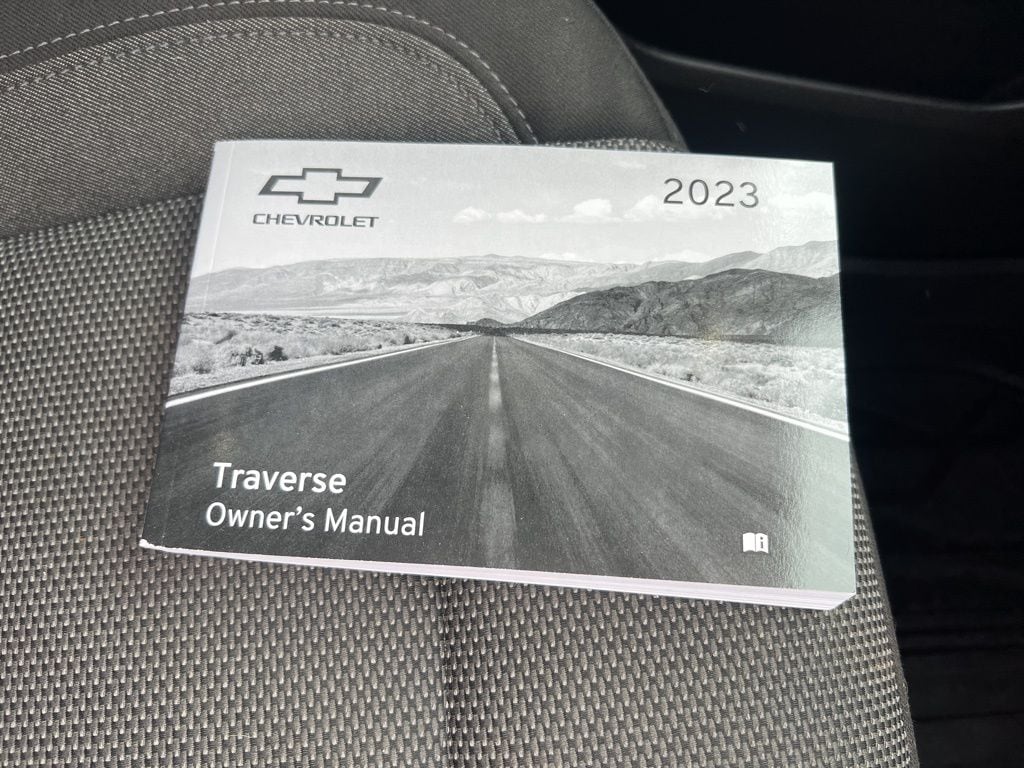 CHEVROLET
2023
Traverse
Owner's Manual
i